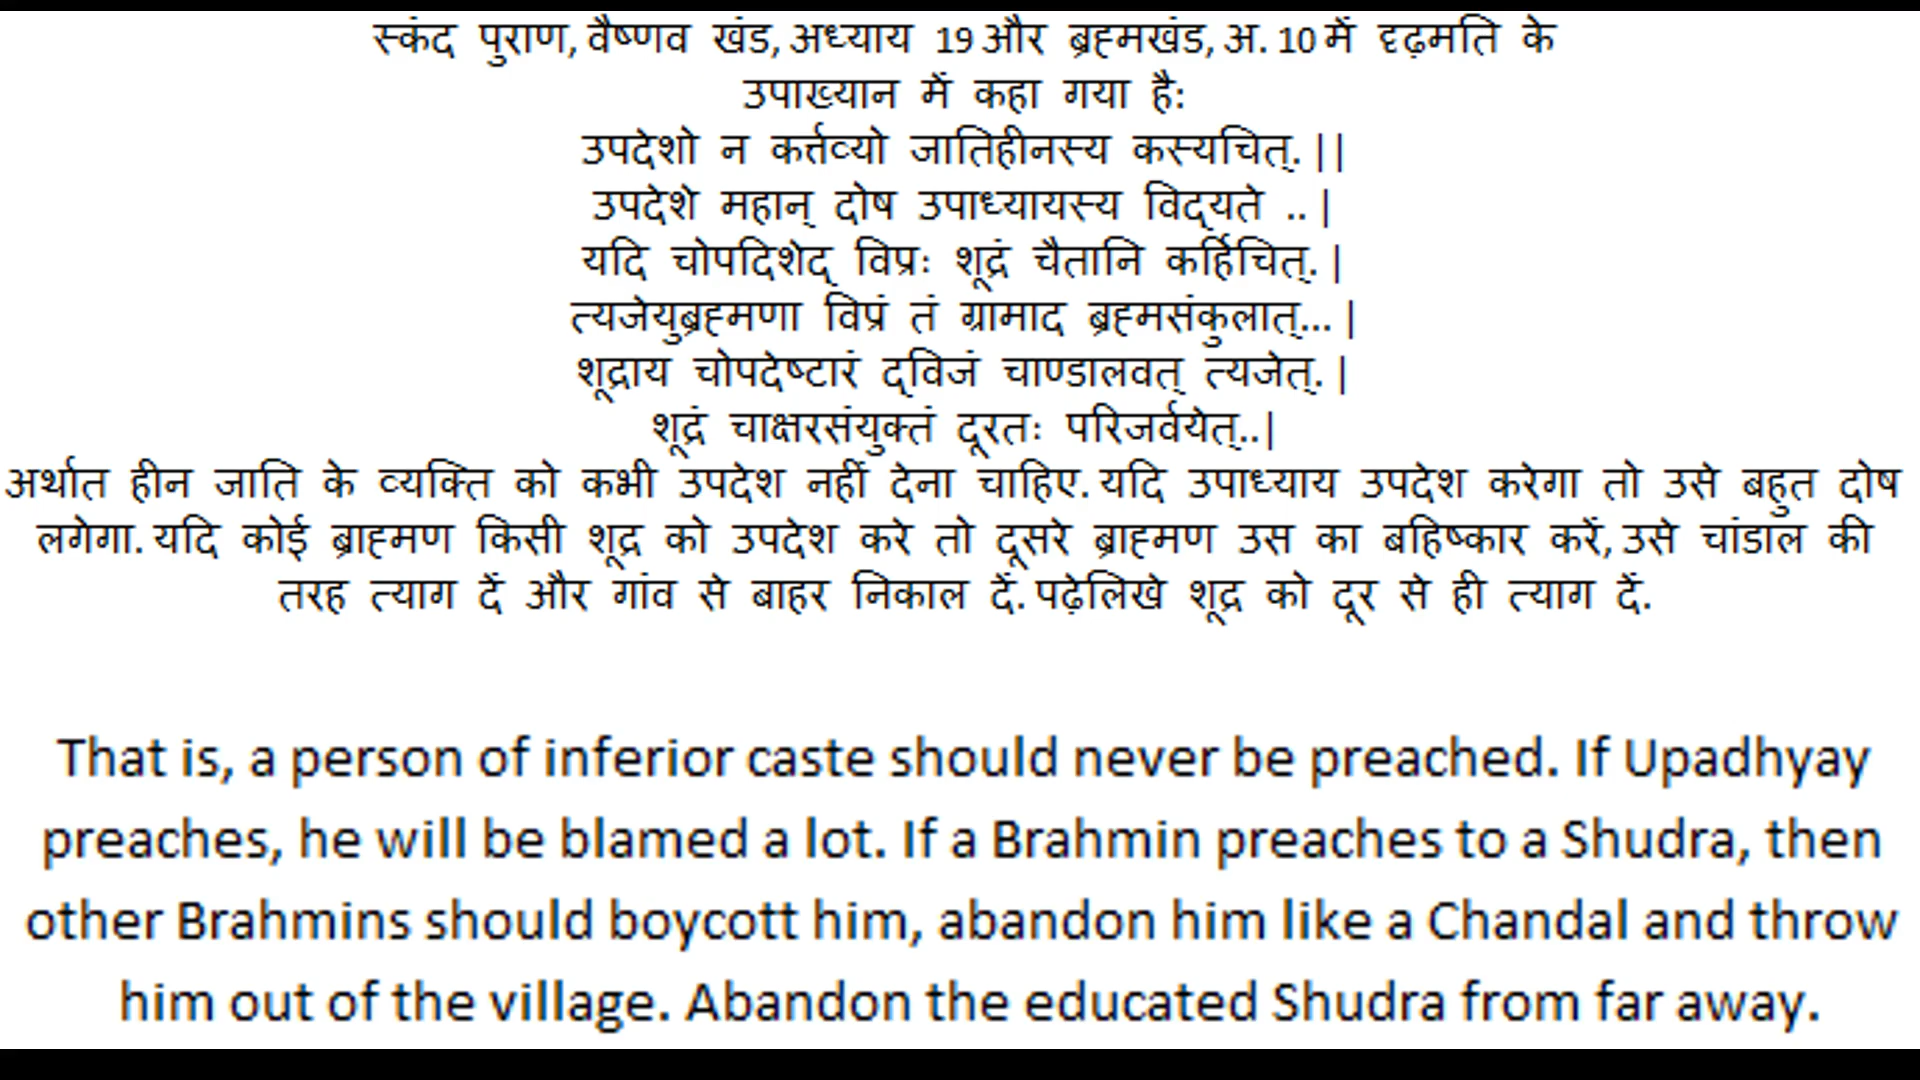 स्कंद पुराण, वैष्णव खंड, अध्याय 19 और ब्रह्मखंड, अ. 10 में दृढ़मति के
उपाख्यान में कहा गया है:
उपदेशो न कर्त्तव्यो जातिहीनस्य कस्यचित्. ||
उपदेशे महान् दोष उपाध्यायस्य विद्यते .. |
यदि चोपदिशेद् विप्रः शूद्रं चैतानि कर्हिचित्. |
त्यजेयुब्रह्मणा विप्रं तं ग्रामाद ब्रह्मसंकुलात्... |
शूद्राय चोपदेष्टारं द्विजं चाण्डालवत् त्यजेत्. |
शूद्रं चाक्षरसंयुक्तं दूरतः परिजर्वयेत्.. |
अर्थात हीन जाति के व्यक्ति को कभी उपदेश नहीं देना चाहिए. यदि उपाध्याय उपदेश करेगा तो उसे बहुत दोष
लगेगा. यदि कोई ब्राह्मण किसी शूद्र को उपदेश करे तो दूसरे ब्राह्मण उस का बहिष्कार करें, उसे चांडाल की
तरह त्याग दें और गांव से बाहर निकाल दें. पढ़ेलिखे शूद्र को दूर से ही त्याग दें.
That is, a person of inferior caste should never be preached. If Upadhyay
preaches, he will be blamed a lot. If a Brahmin preaches to a Shudra, then
other Brahmins should boycott him, abandon him like a Chandal and throw
him out of the village. Abandon the educated Shudra from far away.